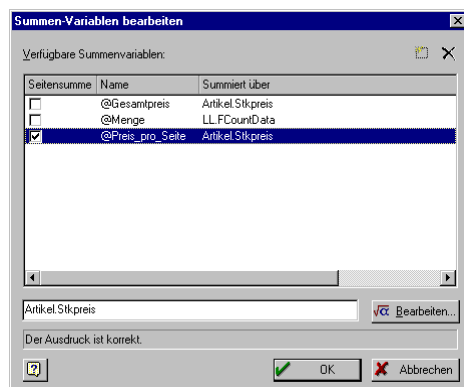 Summen-Variablen bearbeiten
Verfügbare Summenvariablen:
Seitensumme Name Summiert über
@Gesamtpreis Artikel.Stkpreis
@Menge LL.FCountData
@Preis_pro_Seite Artikel.Stkpreis
Artikel.Stkpreis
√α Bearbeiten...
Der Ausdruck ist korrekt.
? OK Abbrechen